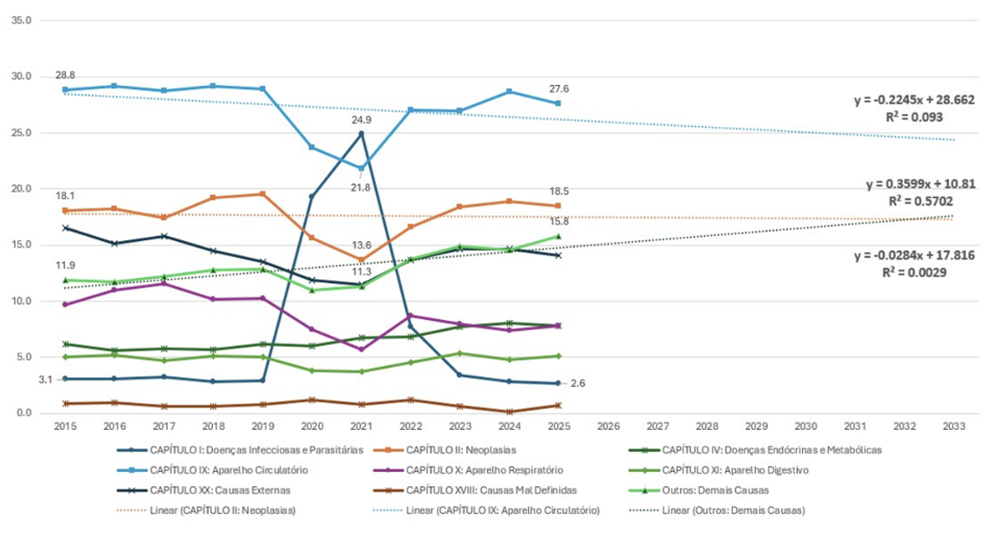 35.0
30.0
25.0
20.0
15.0
10.0
5.0
0.0
28.8
27.6
y = -0.2245x + 28.662
R² = 0.093
24.9
21.8
18.1
18.5
y = 0.3599x + 10.81
R² = 0.5702
15.8
13.6
11.9
11.3
y = -0.0284x + 17.816
R² = 0.0029
3.1
2.6
2015 2016 2017 2018 2019 2020 2021 2022 2023 2024 2025 2026 2027 2028 2029 2030 2031 2032 2033
CAPÍTULO I: Doenças Infecciosas e Parasitárias CAPÍTULO II: Neoplasias CAPÍTULO IV: Doenças Endócrinas e Metabólicas
CAPÍTULO IX: Aparelho Circulatório CAPÍTULO X: Aparelho Respiratório CAPÍTULO XI: Aparelho Digestivo
CAPÍTULO XX: Causas Externas CAPÍTULO XVIII: Causas Mal Definidas Outros: Demais Causas
Linear (CAPÍTULO II: Neoplasias) Linear (CAPÍTULO IX: Aparelho Circulatório) Linear (Outros: Demais Causas)